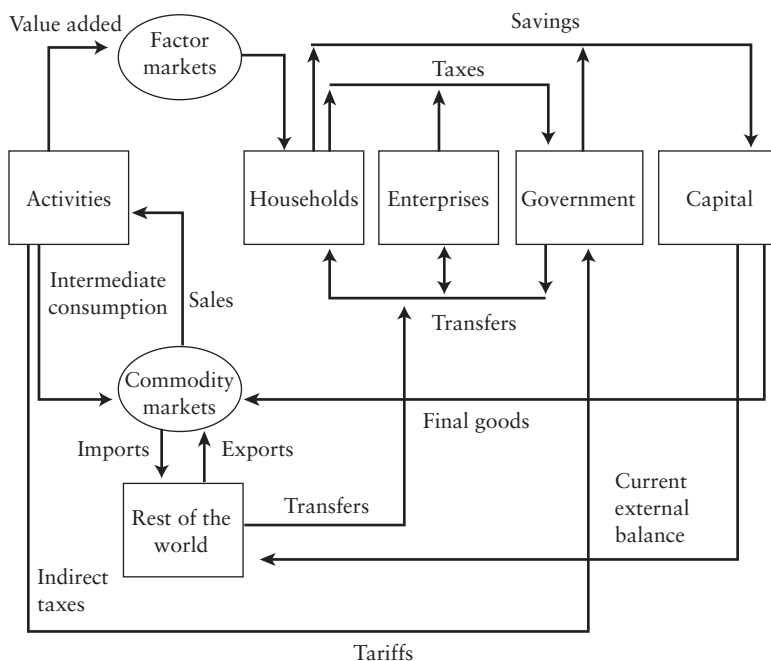 Value added
Factor
markets
Savings
Taxes
Activities
Households
Enterprises
Government
Capital
Intermediate
consumption
Sales
Transfers
Commodity
markets
Final goods
Imports
Exports
Rest of the
world
Transfers
Current
external
balance
Indirect
taxes
Tariffs